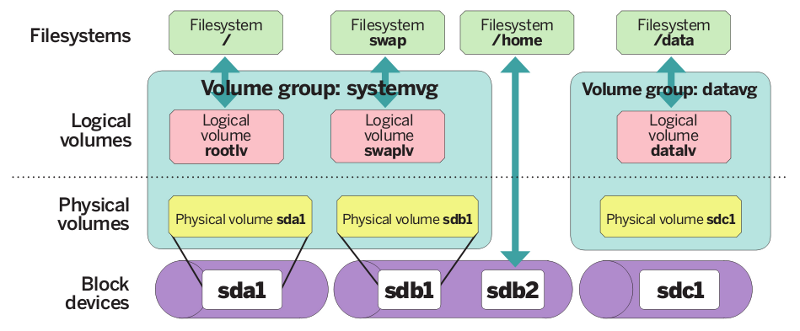 Filesystems
Filesystem
/
Filesystem
swap
Filesystem
/home
Filesystem
/data
Volume group: systemvg
Volume group: datavg
Logical
volumes
Logical
volume
rootlv
Logical
volume
swaplv
Logical
volume
datalv
Physical
volumes
Physical volume sda1
Physical volume sdb1
Physical volume sdc1
Block
devices
sda1
sdb1
sdb2
sdc1